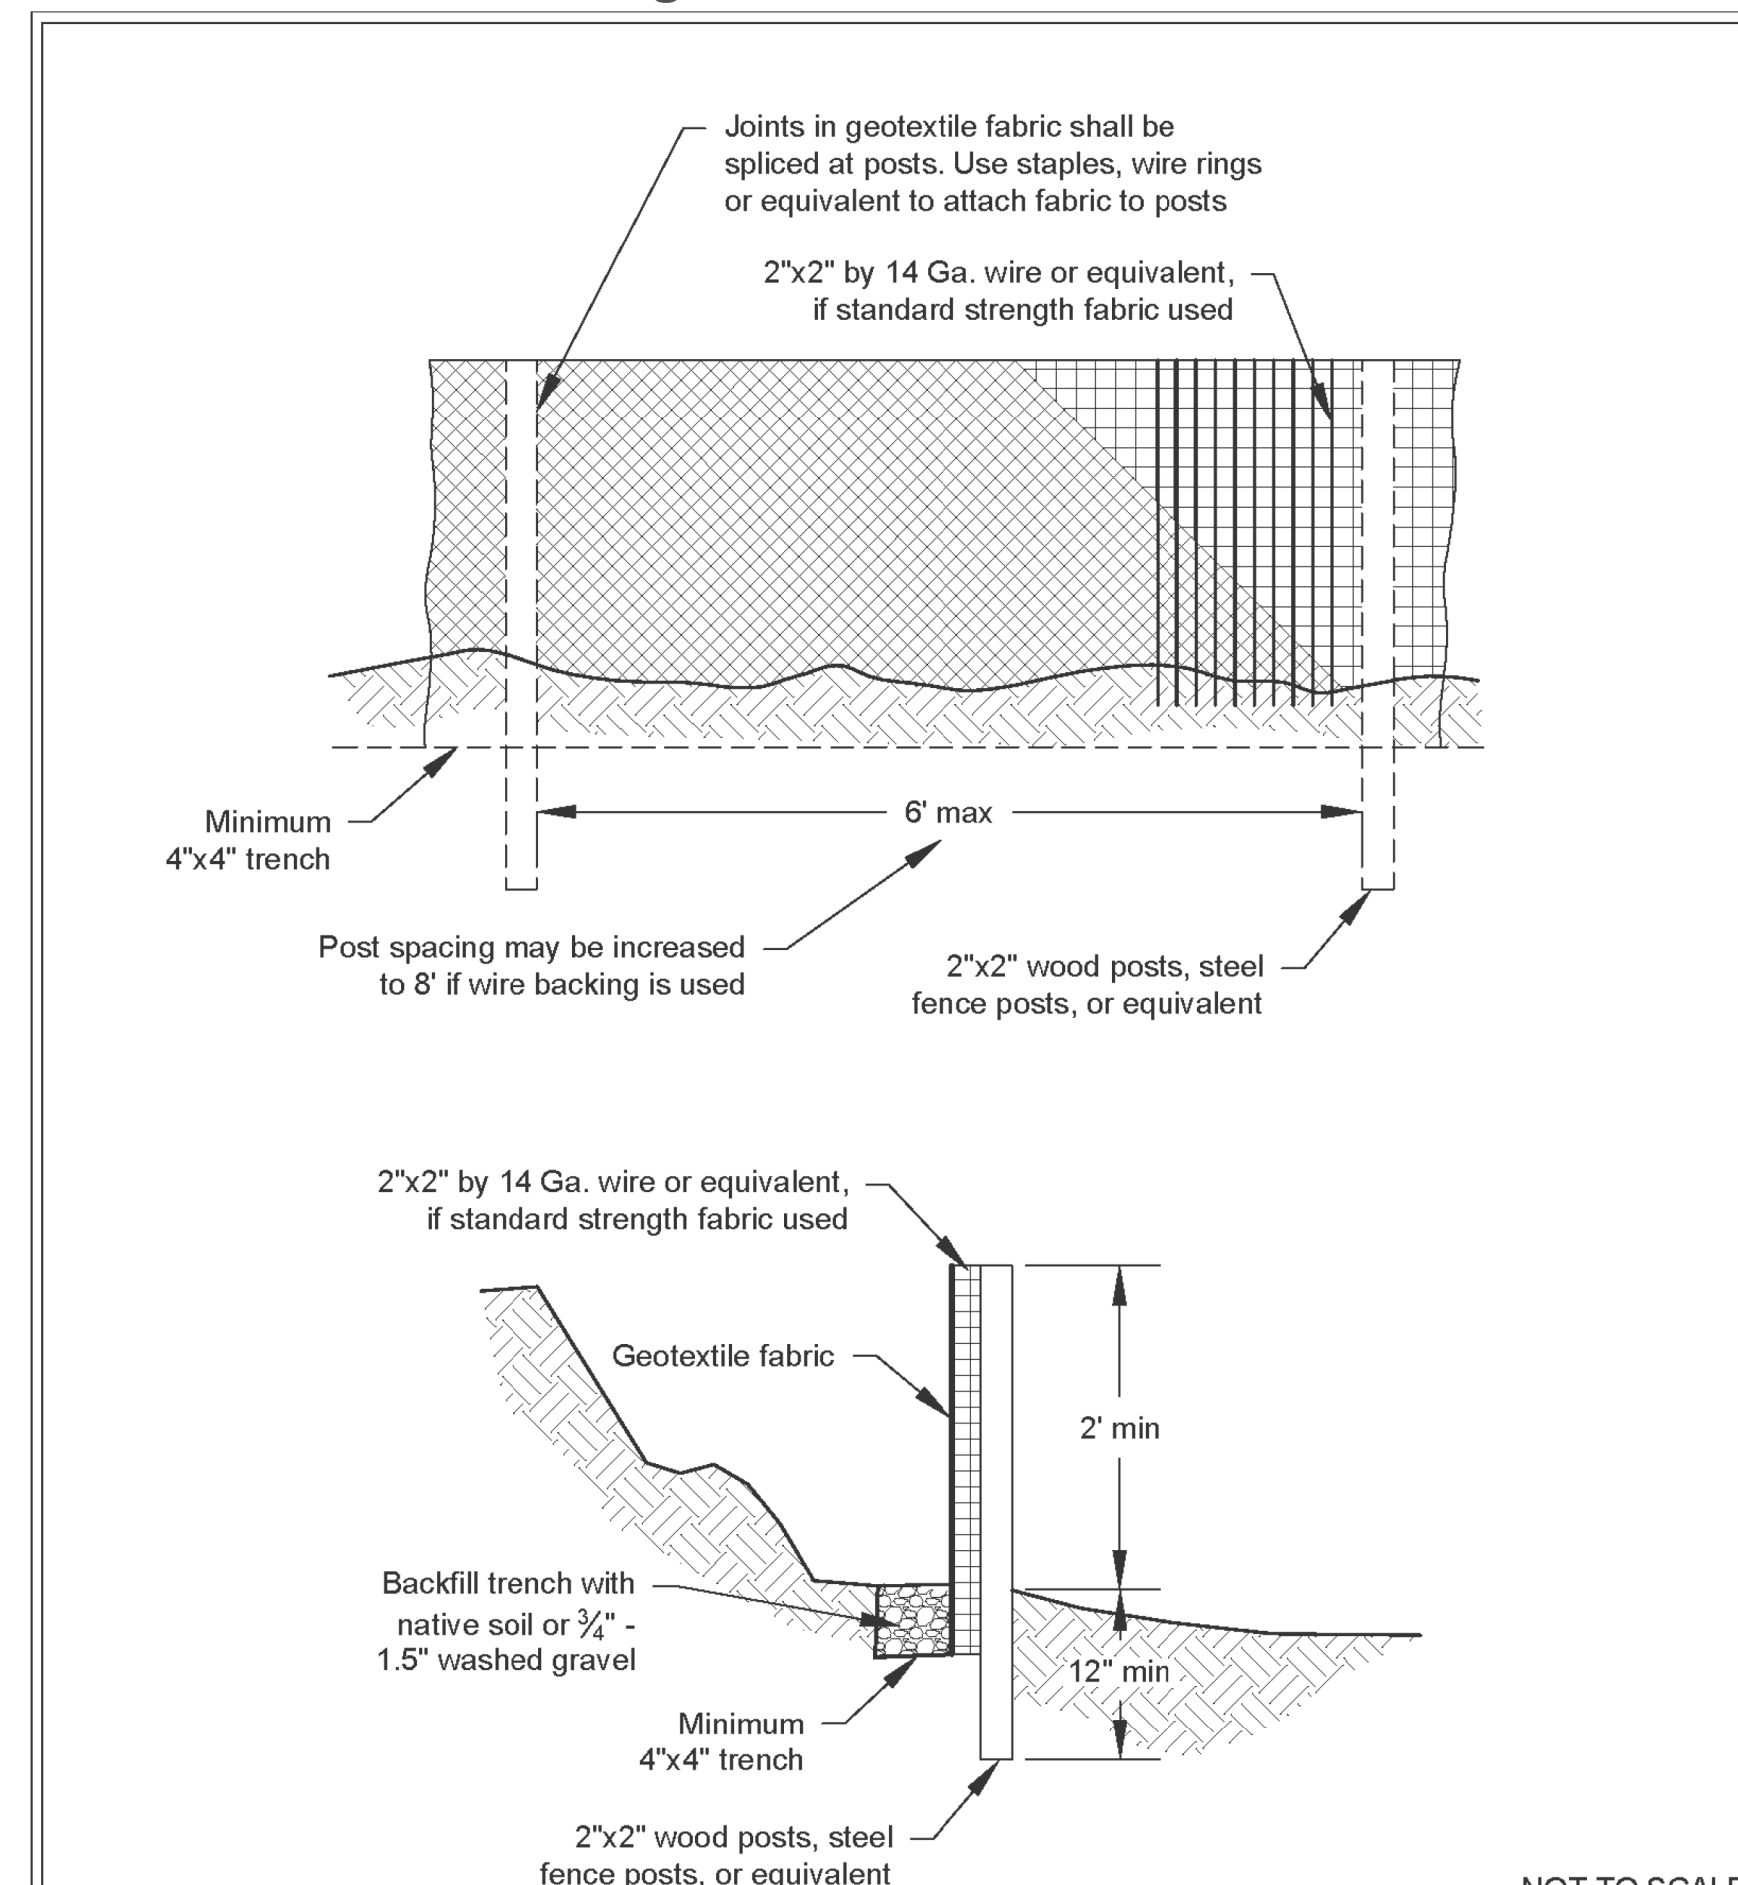 Joints in geotextile fabric shall be
spliced at posts. Use staples, wire rings
or equivalent to attach fabric to posts
2"x2" by 14 Ga. wire or equivalent,
if standard strength fabric used
6' max
Minimum
4"x4" trench
Post spacing may be increased
to 8' if wire backing is used
2"x2" wood posts, steel
fence posts, or equivalent
2"x2" by 14 Ga. wire or equivalent,
if standard strength fabric used
Geotextile fabric
2' min
Backfill trench with
native soil or ¾" -
1.5" washed gravel
12" min
Minimum
4"x4" trench
2"x2" wood posts, steel
fence posts, or equivalent
NOT TO SCALE